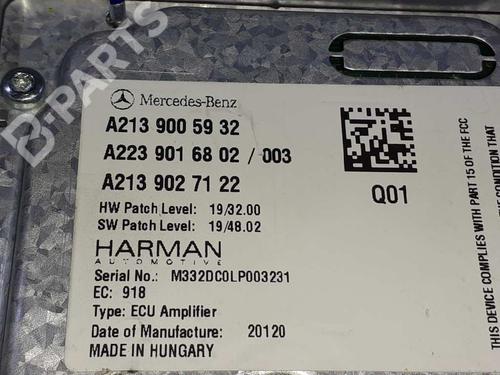 B-PARTS
Mercedes-Benz
A213 900 59 32
A223 901 68 02 / 003
A213 902 71 22
Q01
HW Patch Level: 19/32.00
SW Patch Level: 19/48.02
HARMAN
AUTOMOTIVE
Serial No.: M332DC0LP003231
EC: 918
Type: ECU Amplifier
Date of Manufacture: 20120
MADE IN HUNGARY
THIS DEVICE COMPLIES WITH PART 15 OF THE FCC
THE CONDITION THAT